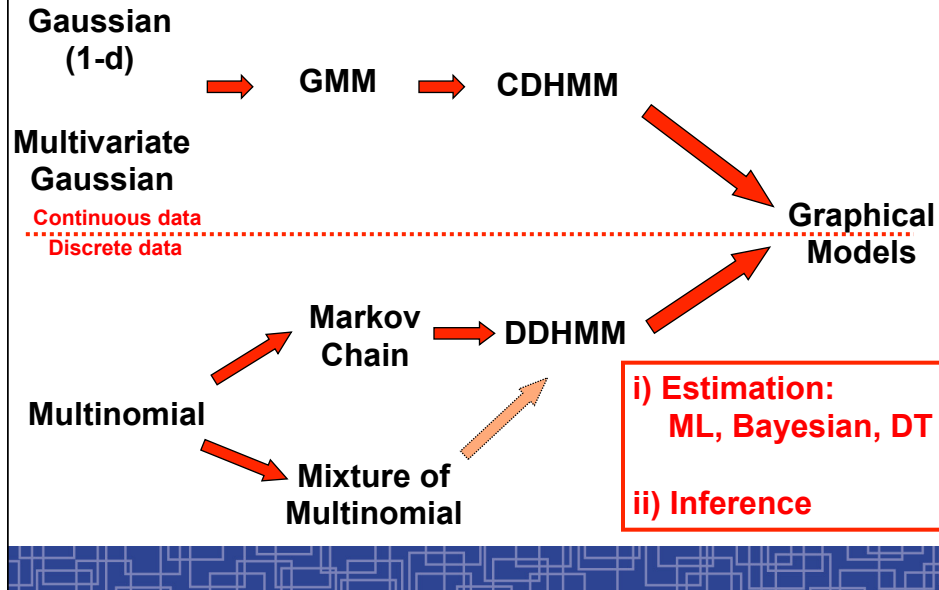 Gaussian
(1-d)
GMM
CDHMM
Multivariate
Gaussian
Continuous data
Discrete data
Graphical
Models
Markov
Chain
DDHMM
Multinomial
Mixture of
Multinomial
i) Estimation:
ML, Bayesian, DT
ii) Inference